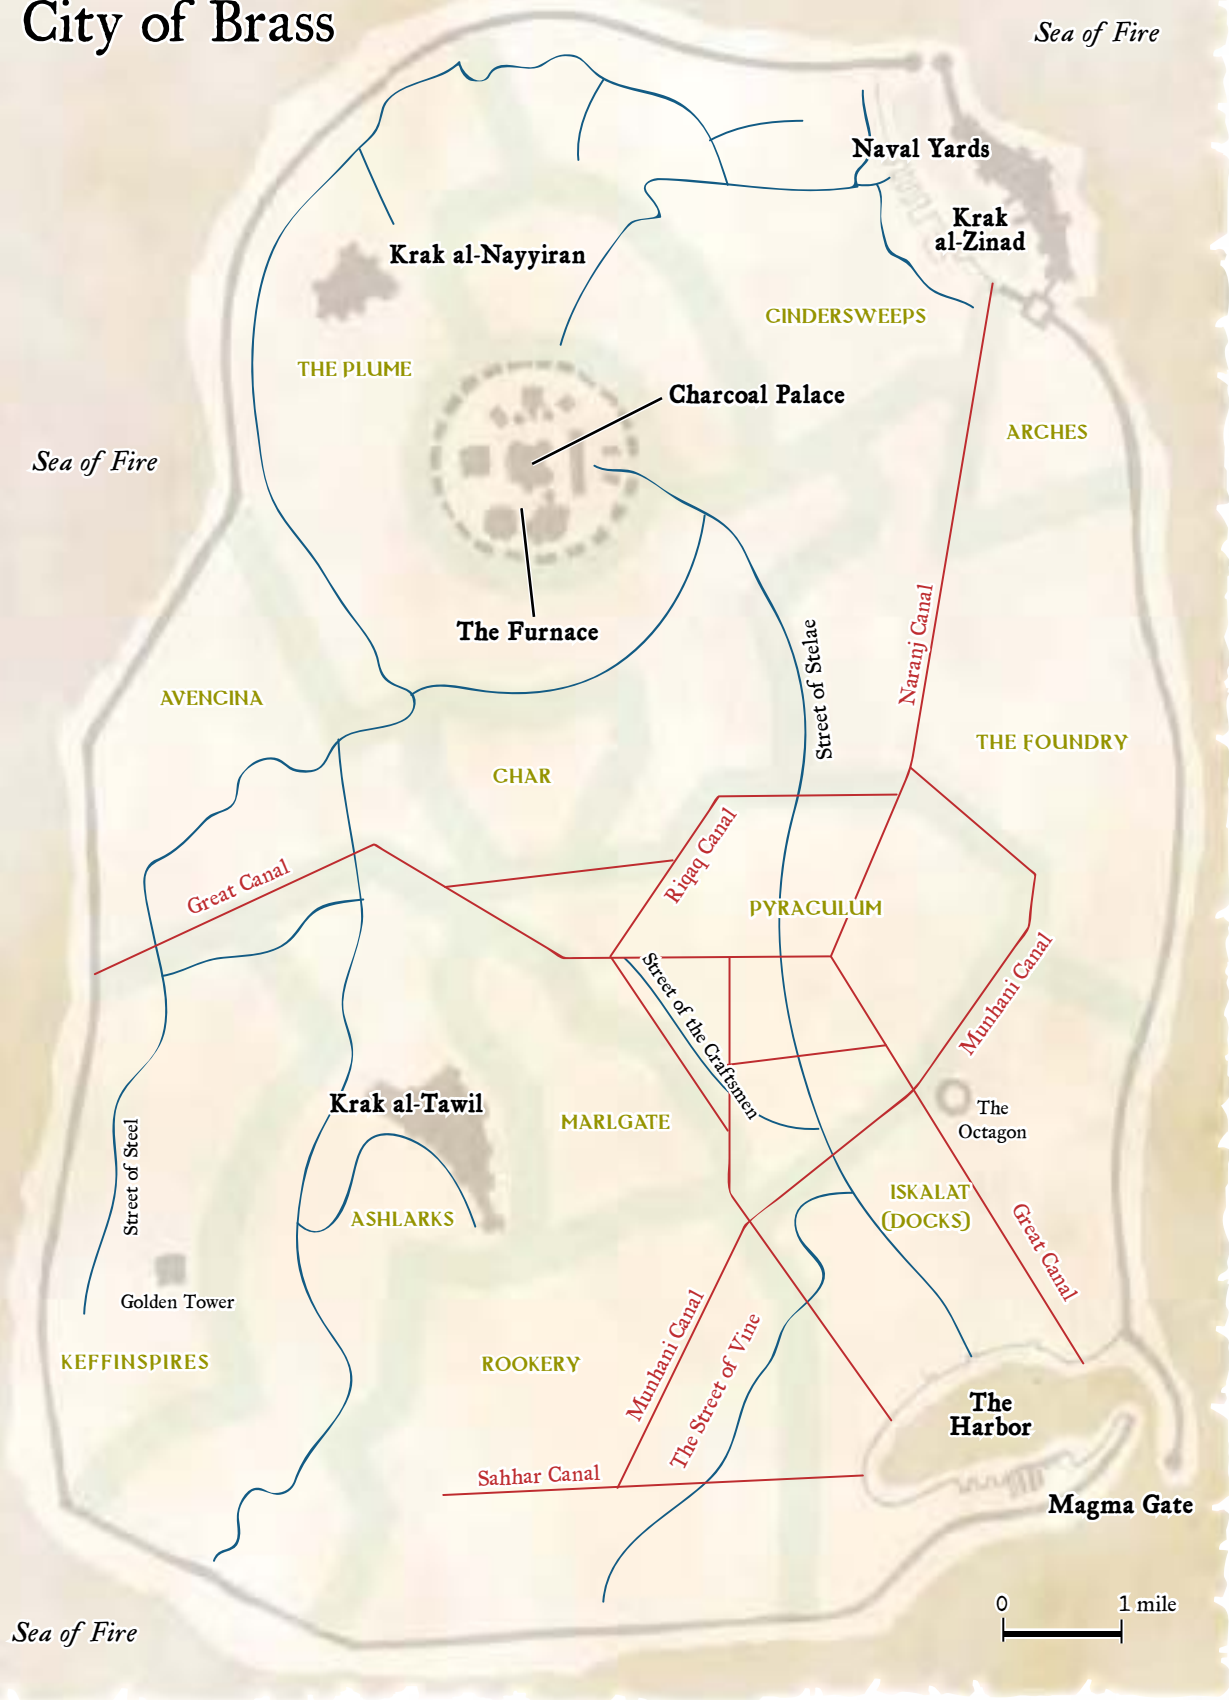 City of Brass
Sea of Fire
Naval Yards
Krak
al-Zinad
Krak al-Nayyiran
CINDERSWEEPS
THE PLUME
Charcoal Palace
ARCHES
Sea of Fire
The Furnace
Naranj Canal
Street of Stelae
AVENCINA
THE FOUNDRY
CHAR
Riqaq Canal
Great Canal
PYRACULUM
Munhani Canal
Street of the Craftsmen
Krak al-Tawil
The
Octagon
MARLGATE
Street of Steel
ISKALAT
(DOCKS)
ASHLARKS
Great Canal
Golden Tower
Munhani Canal
The Street of Vine
KEFFINSPIRES
ROOKERY
The
Harbor
Sahhar Canal
Magma Gate
0 1 mile
Sea of Fire